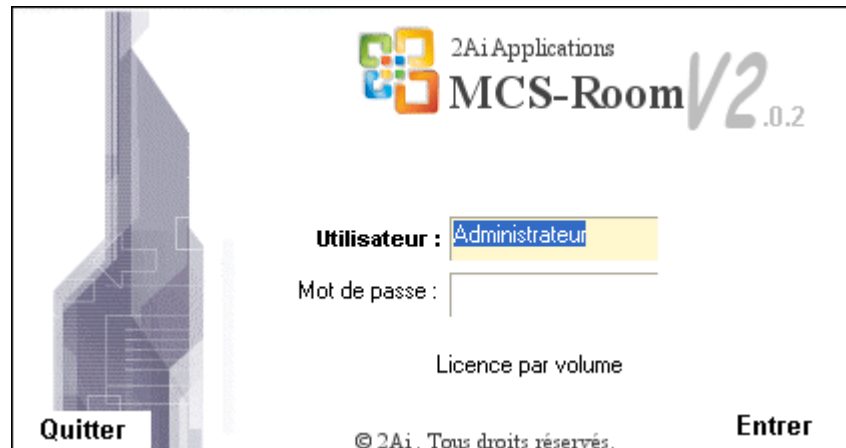 2Ai Applications
MCS-Room V2.0.2
Utilisateur : Administrateur
Mot de passe :
Licence par volume
Quitter
Entrer
© 2Ai . Tous droits réservés.